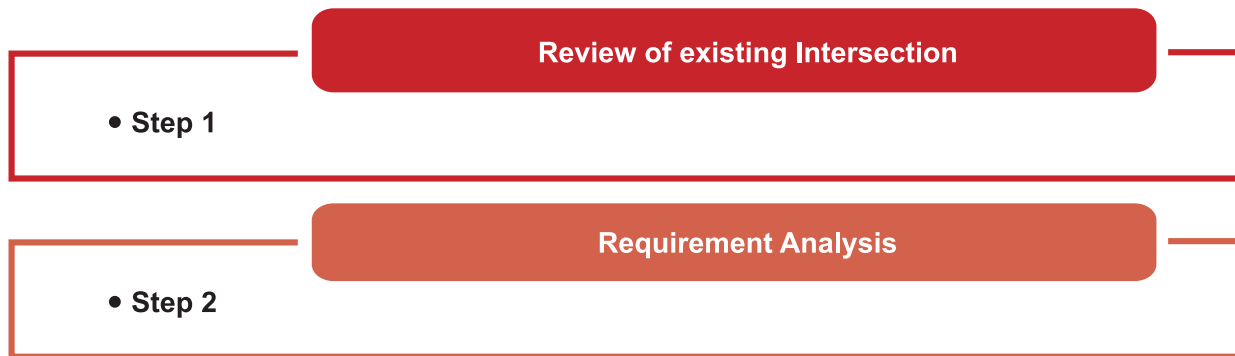 Review of existing Intersection
• Step 1
Requirement Analysis
• Step 2